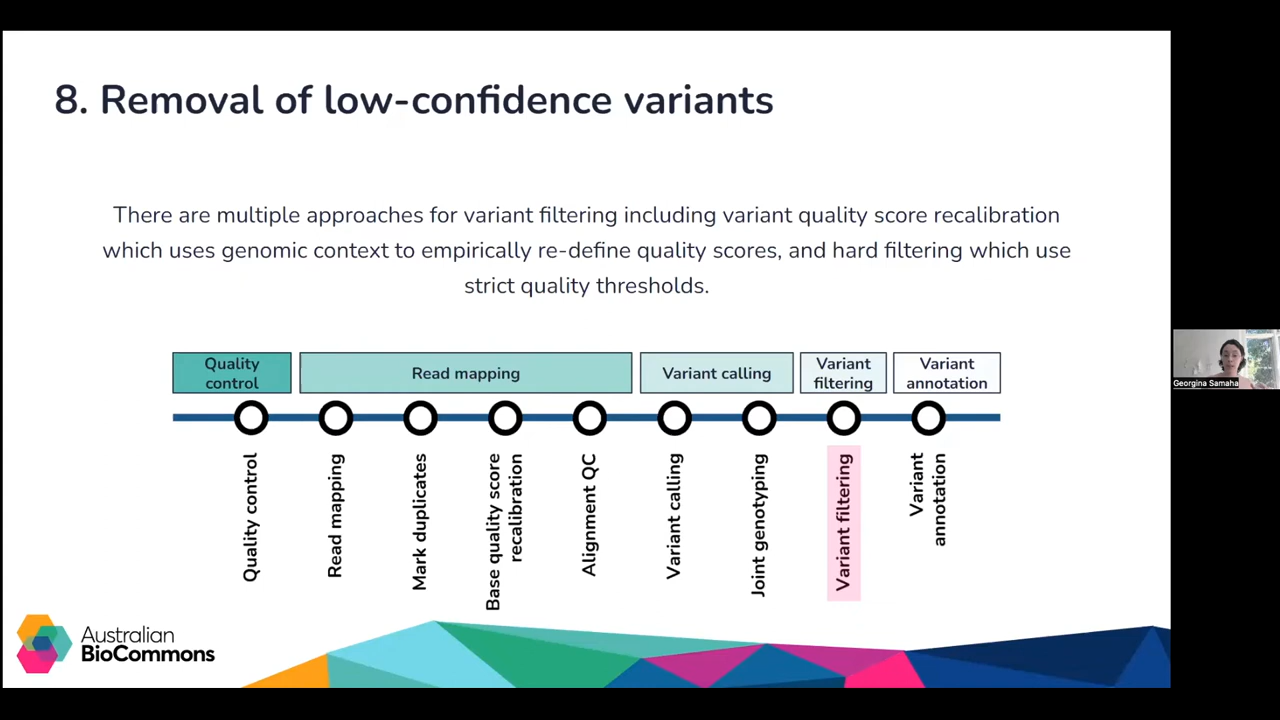 8. Removal of low-confidence variants
There are multiple approaches for variant filtering including variant quality score recalibration
which uses genomic context to empirically re-define quality scores, and hard filtering which use
strict quality thresholds.
Quality
control
Read mapping
Variant calling
Variant
filtering
Variant
annotation
Quality control
Read mapping
Mark duplicates
Base quality score
recalibration
Alignment QC
Variant calling
Joint genotyping
Variant filtering
Variant
annotation
Australian
BioCommons
Georgina Samaha